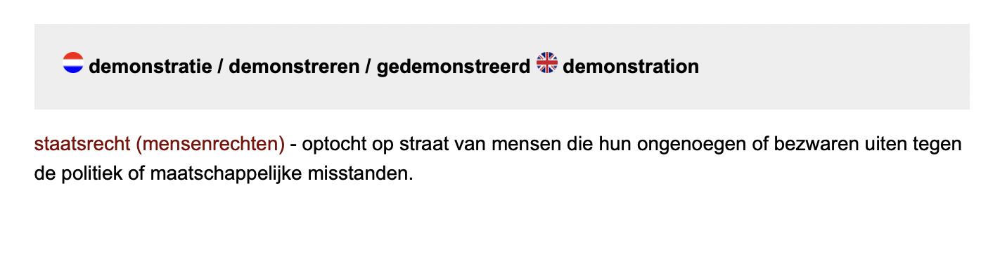 demonstratie / demonstreren / gedemonstreerd demonstration
staatsrecht (mensenrechten) - optocht op straat van mensen die hun ongenoegen of bezwaren uiten tegen
de politiek of maatschappelijke misstanden.